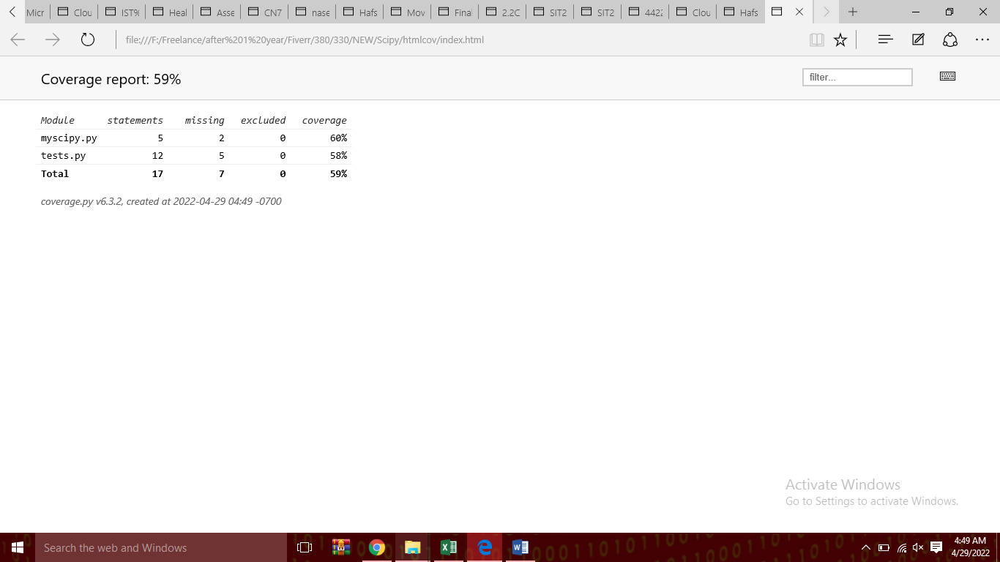 Micr Clou IST% Heal Asse CN7 nase Hafs Mov Final 2.2C SIT2 SIT2 4422 Clou Hafs
file:///F:/Freelance/after%201%20year/Fiverr/380/330/NEW/Scipy/htmlcov/index.html
Coverage report: 59%
filter...
Module statements missing excluded coverage
myscipy.py 5 2 0 60%
tests.py 12 5 0 58%
Total 17 7 0 59%
coverage.py v6.3.2, created at 2022-04-29 04:49 -0700
Activate Windows
Go to Settings to activate Windows.
Search the web and Windows
4:49 AM
4/29/2022